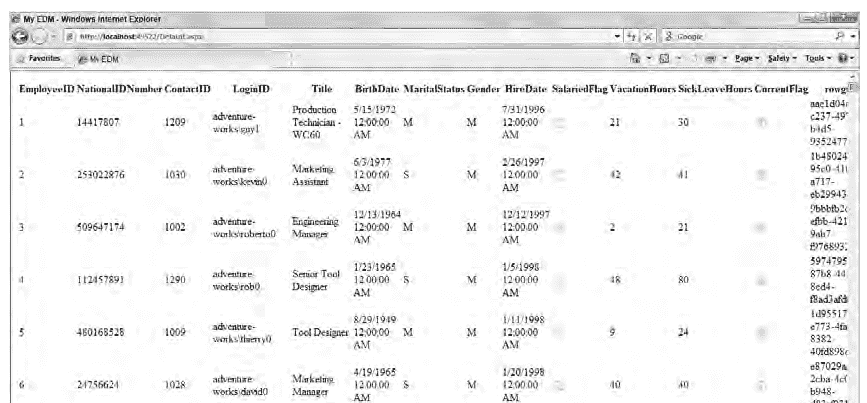 My EDM - Windows Internet Explorer
Google
Favorites My EDM Page Safety Tools
EmployeeID NationalIDNumber ContactID LoginID Title BirthDate MaritalStatus Gender HireDate SalariedFlag VacationHours SickLeaveHours CurrentFlag rowg
1 14417807 1209 adventure-works\guy1 Production Technician - WC60 5/15/1972 12:00:00 AM M M 7/31/1996 12:00:00 AM 21 30
2 253022876 1030 adventure-works\kevin0 Marketing Assistant 6/3/1977 12:00:00 AM S M 2/26/1997 12:00:00 AM 42 41
3 509647174 1002 adventure-works\roberto0 Engineering Manager 12/13/1964 12:00:00 AM M M 12/12/1997 12:00:00 AM 2 21
4 112457891 1290 adventure-works\rob0 Senior Tool Designer 1/23/1965 12:00:00 AM S M 1/5/1998 12:00:00 AM 48 80
5 480168528 1009 adventure-works\thierry0 Tool Designer 8/29/1949 12:00:00 AM M M 1/11/1998 12:00:00 AM 9 24
6 24756624 1028 adventure-works\david0 Marketing Manager 4/19/1965 12:00:00 AM S M 1/20/1998 12:00:00 AM 40 40